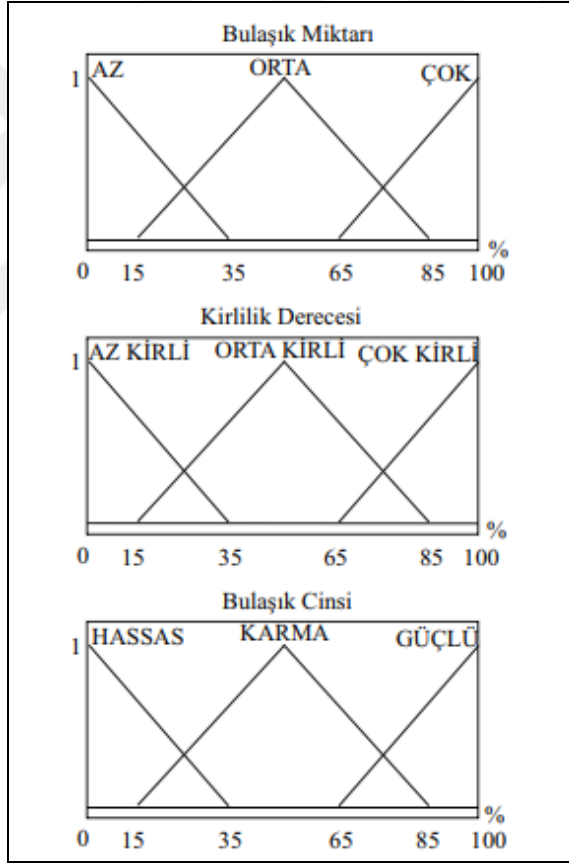 Bulaşık Miktarı
1 AZ ORTA ÇOK
%
0 15 35 65 85 100
Kirlilik Derecesi
1 AZ KİRLİ ORTA KİRLİ ÇOK KİRLİ
%
0 15 35 65 85 100
Bulaşık Cinsi
1 HASSAS KARMA GÜÇLÜ
%
0 15 35 65 85 100